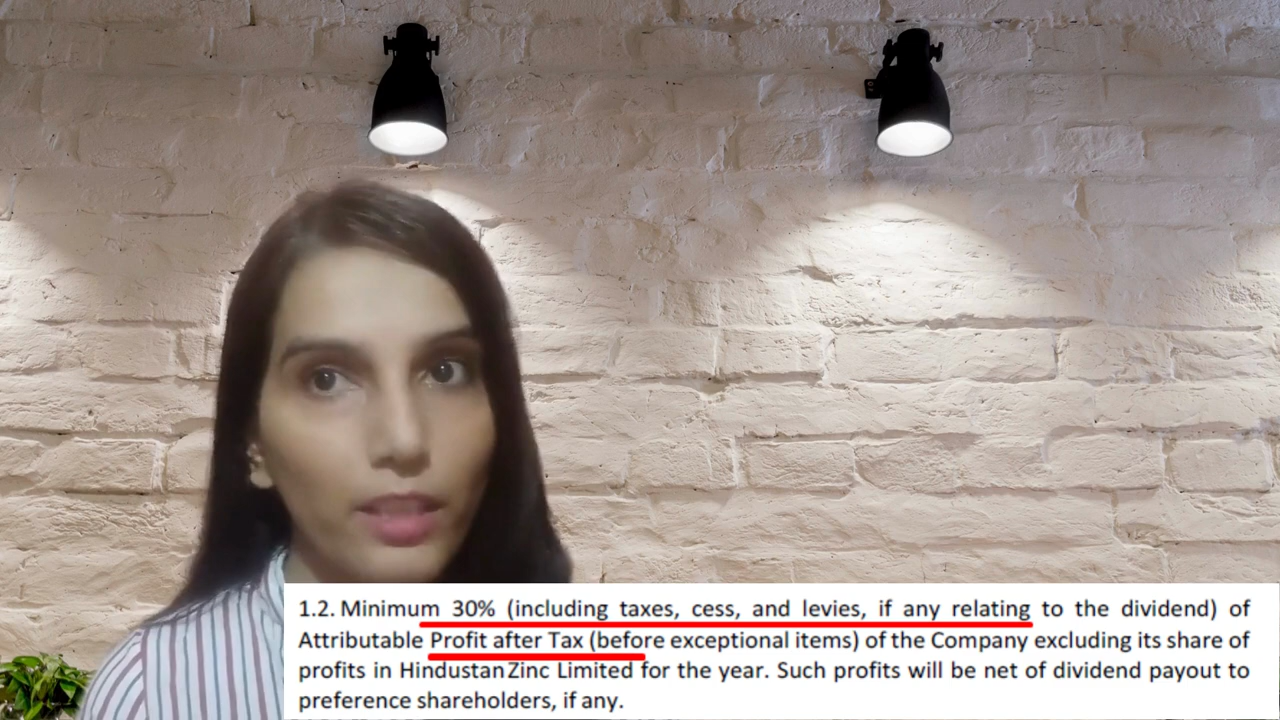 1.2. Minimum 30% (including taxes, cess, and levies, if any relating to the dividend) of
Attributable Profit after Tax (before exceptional items) of the Company excluding its share of
profits in Hindustan Zinc Limited for the year. Such profits will be net of dividend payout to
preference shareholders, if any.